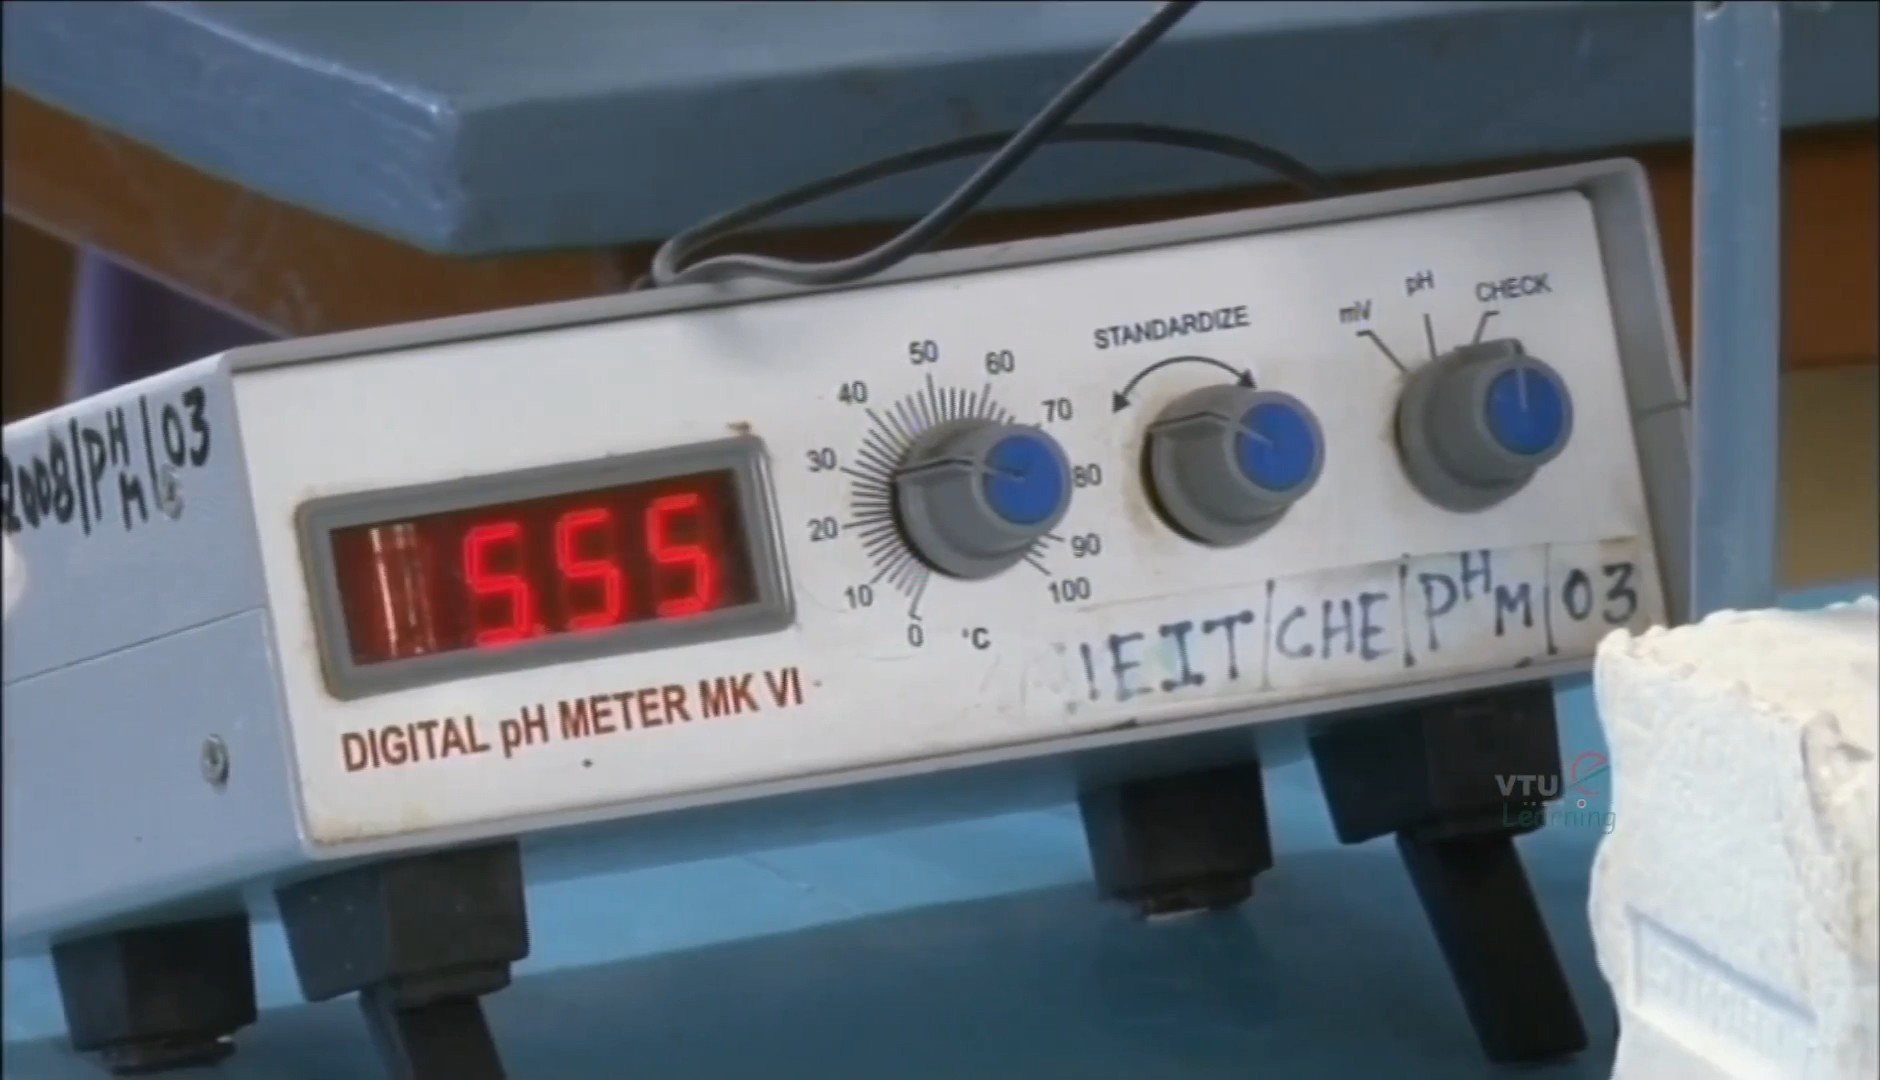 mV pH CHECK
STANDARDIZE
0 10 20 30 40 50 60 70 80 90 100
°C
2008/PHM/03
5.55
DIGITAL pH METER MK VI
EIT/CHE/PHM/03
VTU e
Learning